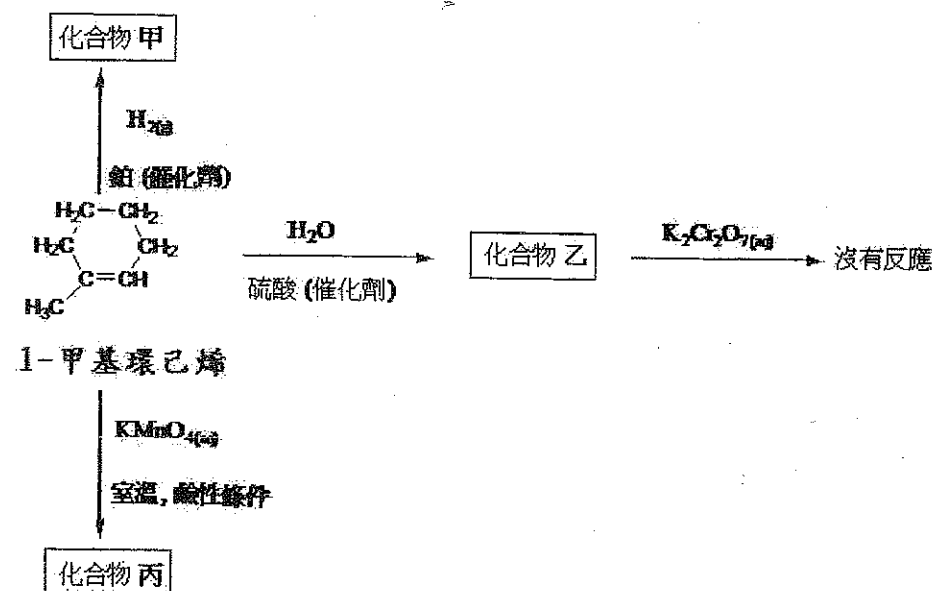 化合物 甲
H₂(g)
鉑 (催化劑)
H₂C－CH₂
H₂C CH₂
C=CH
H₃C
H₂O
硫酸 (催化劑)
化合物 乙
K₂Cr₂O₇(aq)
沒有反應
1-甲基環己烯
KMnO₄(aq)
室溫, 鹼性條件
化合物 丙